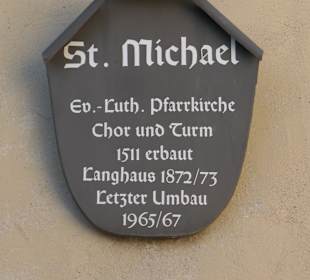 St. Michael
Ev.-Luth. Pfarrkirche
Chor und Turm
1511 erbaut
Langhaus 1872/73
Letzter Umbau
1965/67